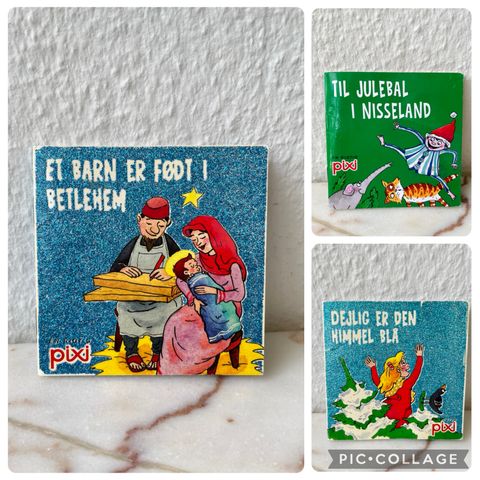 ET BARN ER FØDT I
BETLEHEM
pixi
TIL JULEBAL
I NISSELAND
pixi
DEJLIG ER DEN
HIMMEL BLÅ
pixi
PIC•COLLAGE